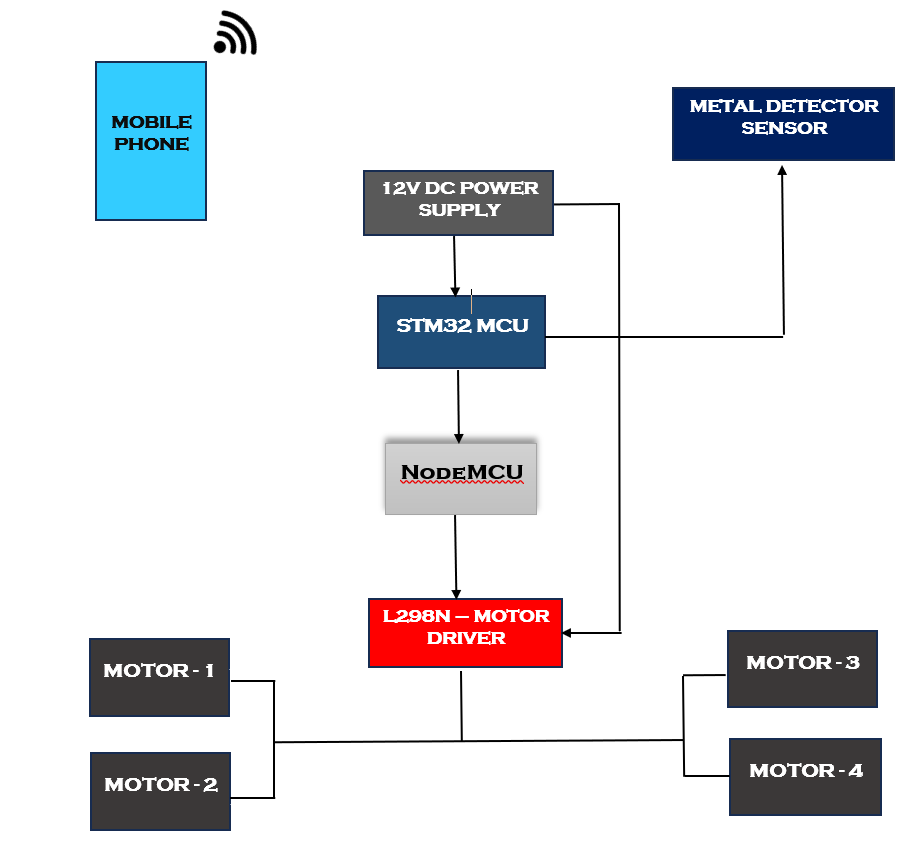 MOBILE
PHONE
METAL DETECTOR
SENSOR
12V DC POWER
SUPPLY
STM32 MCU
NODEMCU
L298N – MOTOR
DRIVER
MOTOR - 1
MOTOR - 3
MOTOR - 2
MOTOR - 4